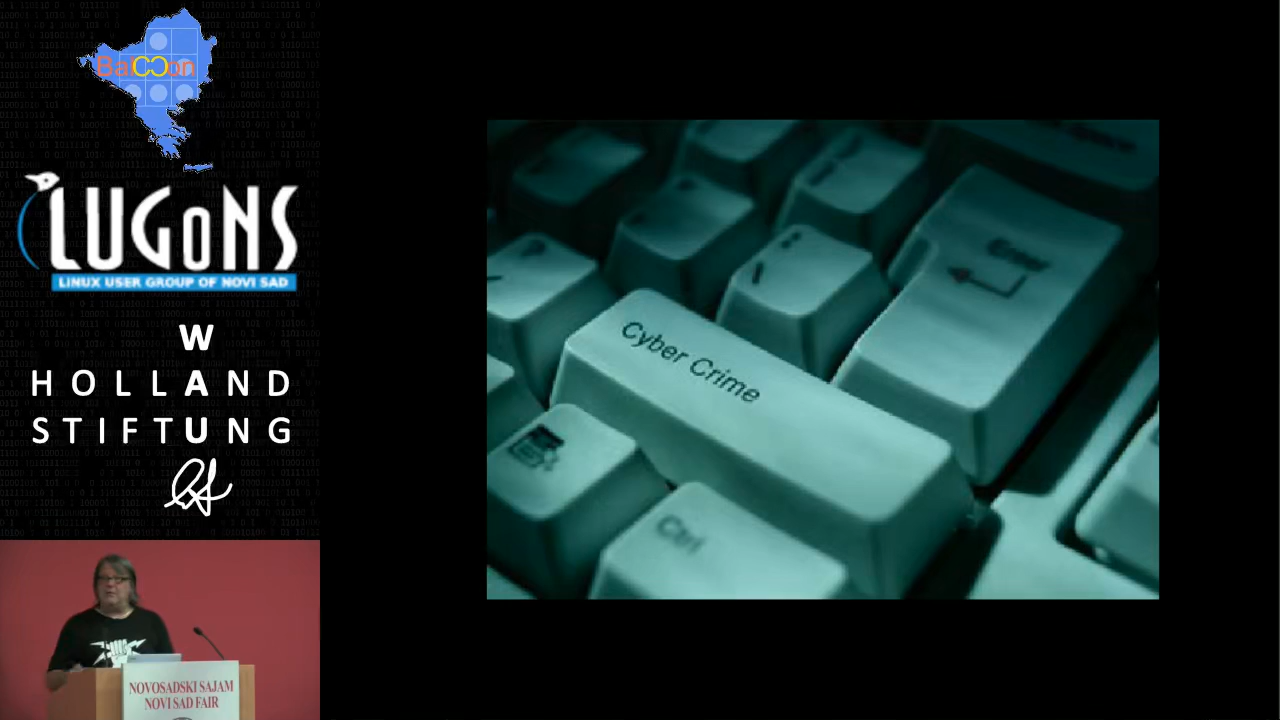 BalCCon
LUGoNS
LINUX USER GROUP OF NOVI SAD
W
HOLLAND
STIFTUNG
Cyber Crime
Ctrl
NOVOSADSKI SAJAM
NOVI SAD FAIR